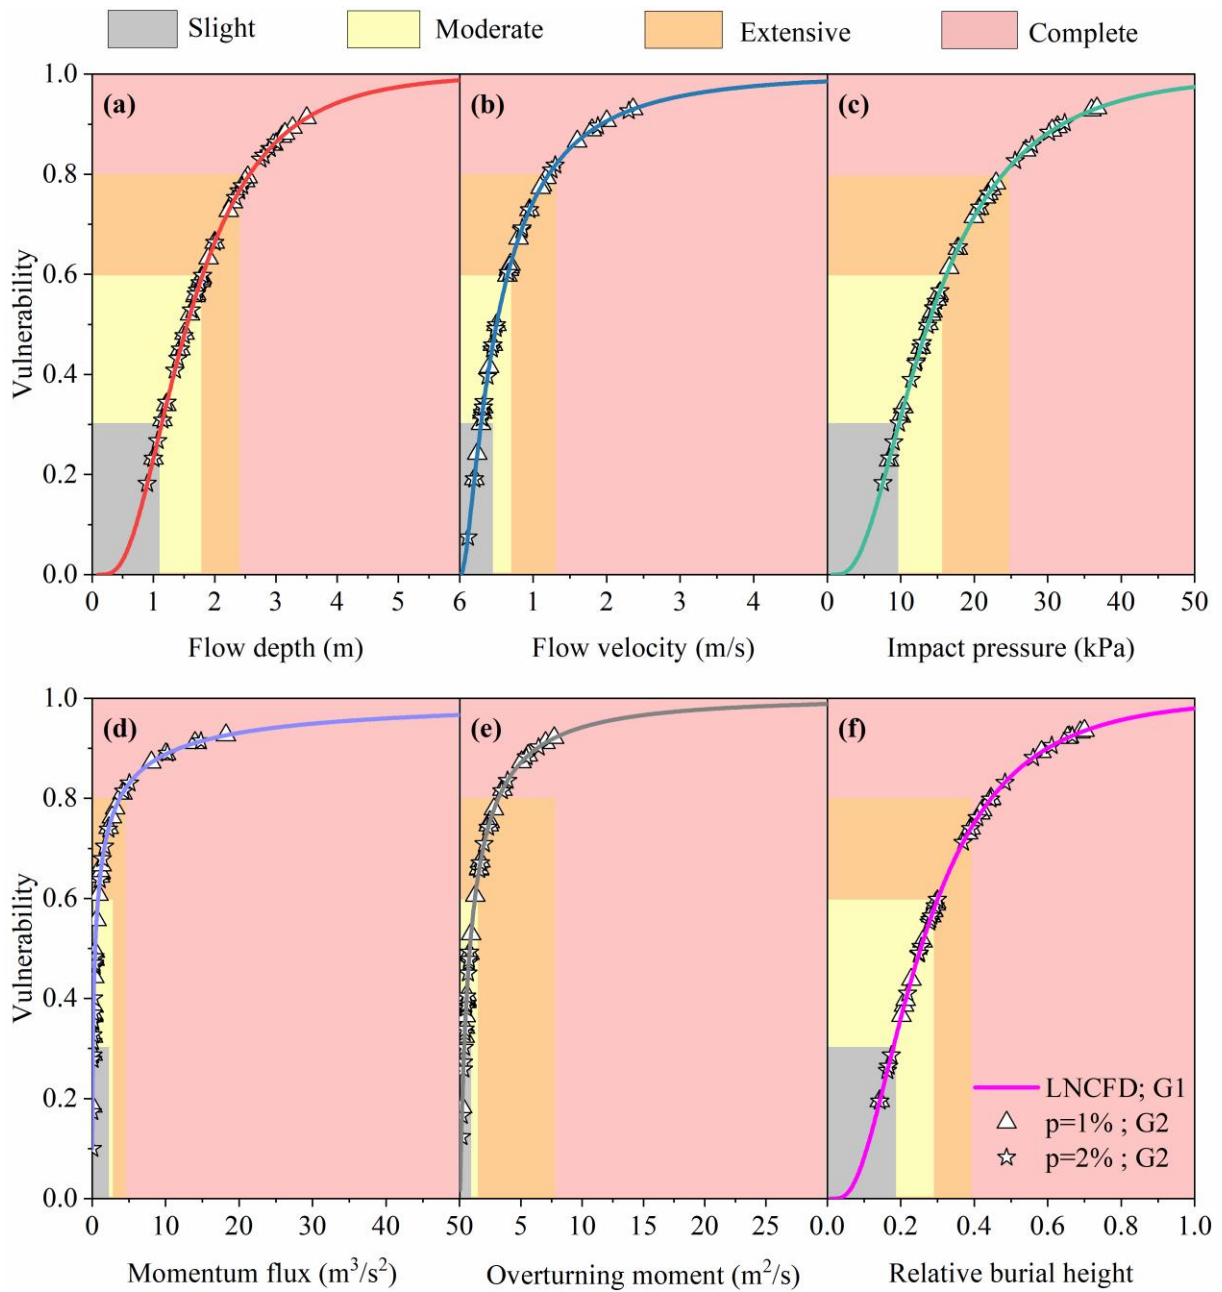 Slight Moderate Extensive Complete
1.0 (a) (b) (c)
0.8
0.6
0.4
0.2
0.0
Vulnerability
0 1 2 3 4 5 6 1 2 3 4 0 10 20 30 40 50
Flow depth (m) Flow velocity (m/s) Impact pressure (kPa)
1.0 (d) (e) (f)
0.8
0.6
0.4
0.2
0.0
Vulnerability
LNCFD; G1
p=1% ; G2
p=2% ; G2
0 10 20 30 40 50 5 10 15 20 25 0.0 0.2 0.4 0.6 0.8 1.0
Momentum flux (m³/s²) Overturning moment (m²/s) Relative burial height